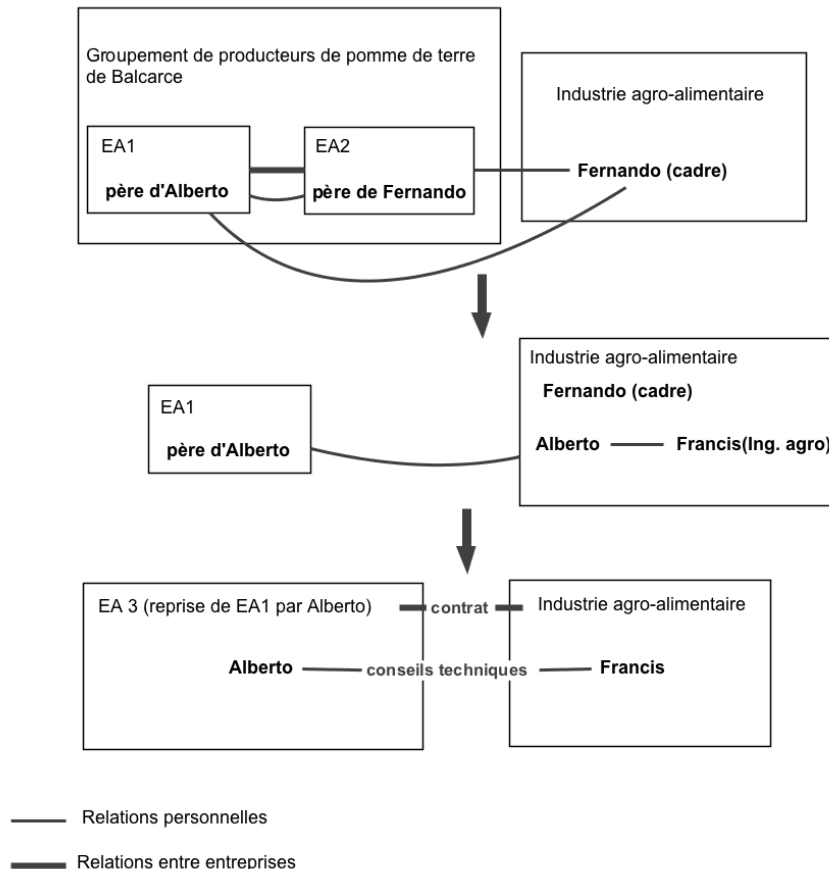 Groupement de producteurs de pomme de terre
de Balcarce
Industrie agro-alimentaire
EA1
EA2
père d'Alberto
père de Fernando
Fernando (cadre)
Industrie agro-alimentaire
Fernando (cadre)
EA1
père d'Alberto
Alberto
Francis(Ing. agro)
EA 3 (reprise de EA1 par Alberto)
contrat
Industrie agro-alimentaire
Alberto
conseils techniques
Francis
Relations personnelles
Relations entre entreprises